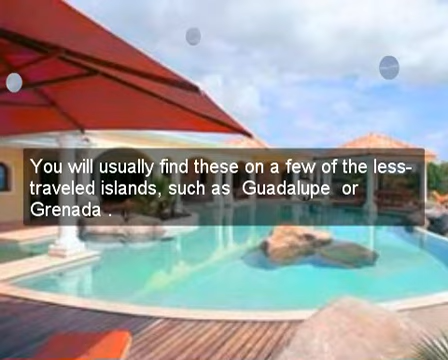 You will usually find these on a few of the less-
traveled islands, such as  Guadalupe  or
Grenada .